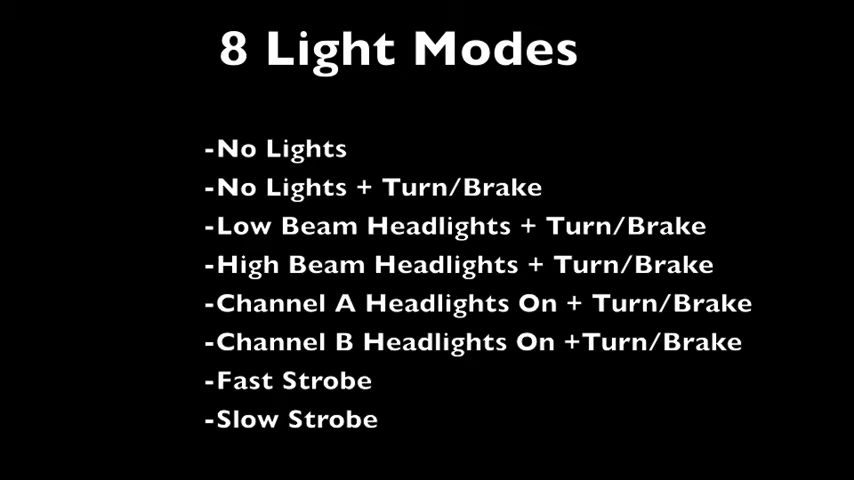 8 Light Modes
-No Lights
-No Lights + Turn/Brake
-Low Beam Headlights + Turn/Brake
-High Beam Headlights + Turn/Brake
-Channel A Headlights On + Turn/Brake
-Channel B Headlights On +Turn/Brake
-Fast Strobe
-Slow Strobe